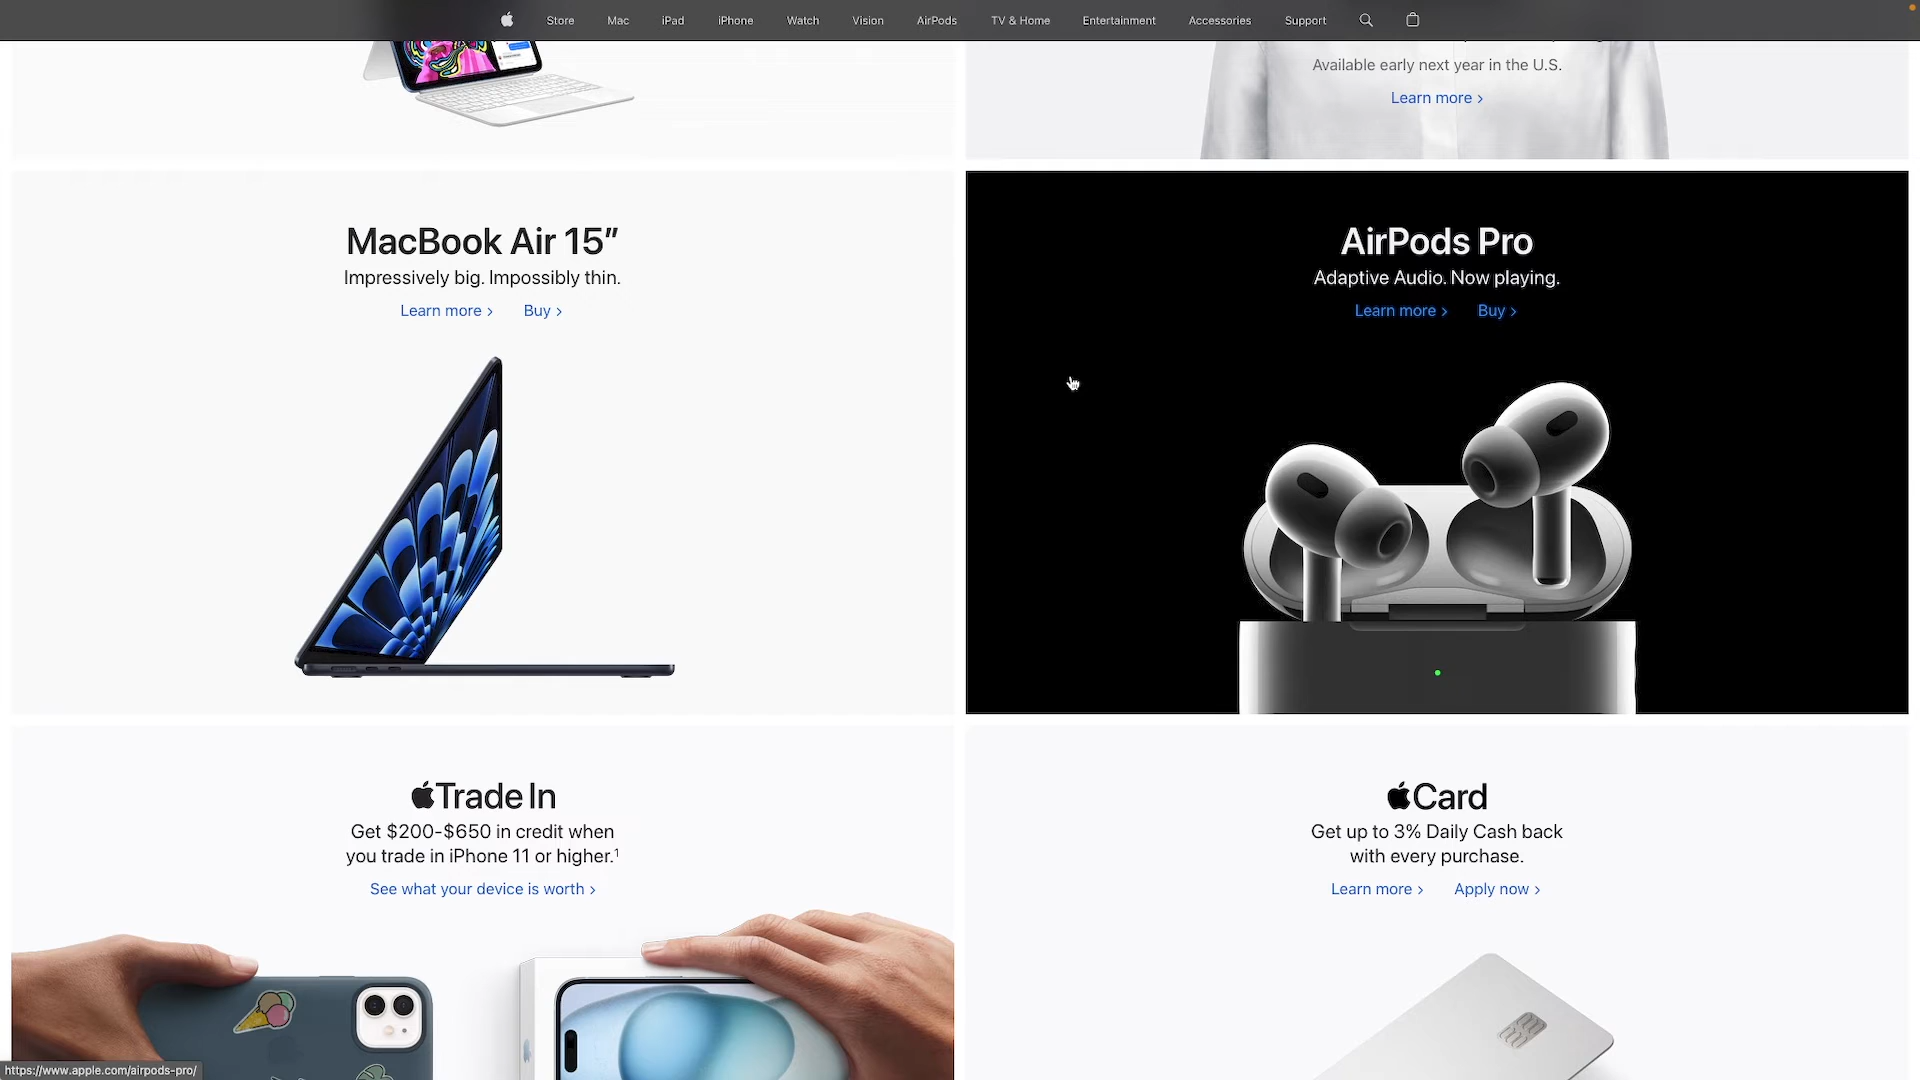 Store Mac iPad iPhone Watch Vision AirPods TV & Home Entertainment Accessories Support
Available early next year in the U.S.
Learn more >
MacBook Air 15″
Impressively big. Impossibly thin.
Learn more > Buy >
AirPods Pro
Adaptive Audio. Now playing.
Learn more > Buy >
Trade In
Get $200-$650 in credit when
you trade in iPhone 11 or higher.¹
See what your device is worth >
Card
Get up to 3% Daily Cash back
with every purchase.
Learn more > Apply now >
https://www.apple.com/airpods-pro/